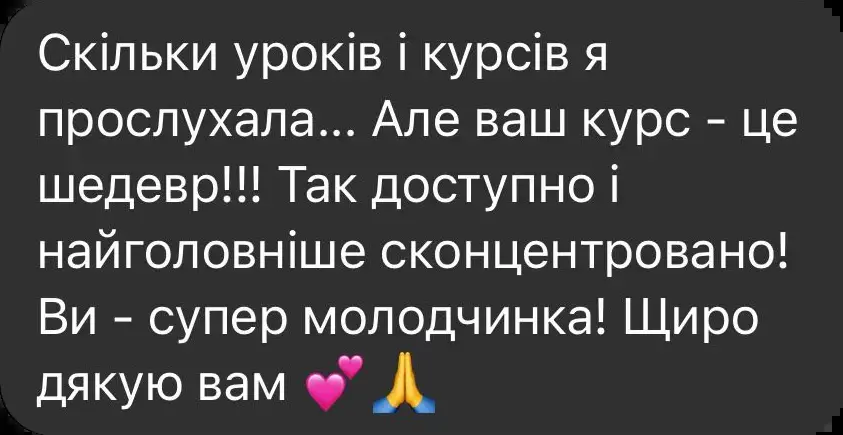 Скільки уроків і курсів я
прослухала... Але ваш курс - це
шедевр!!! Так доступно і
найголовніше сконцентровано!
Ви - супер молодчинка! Щиро
дякую вам 💕🙏